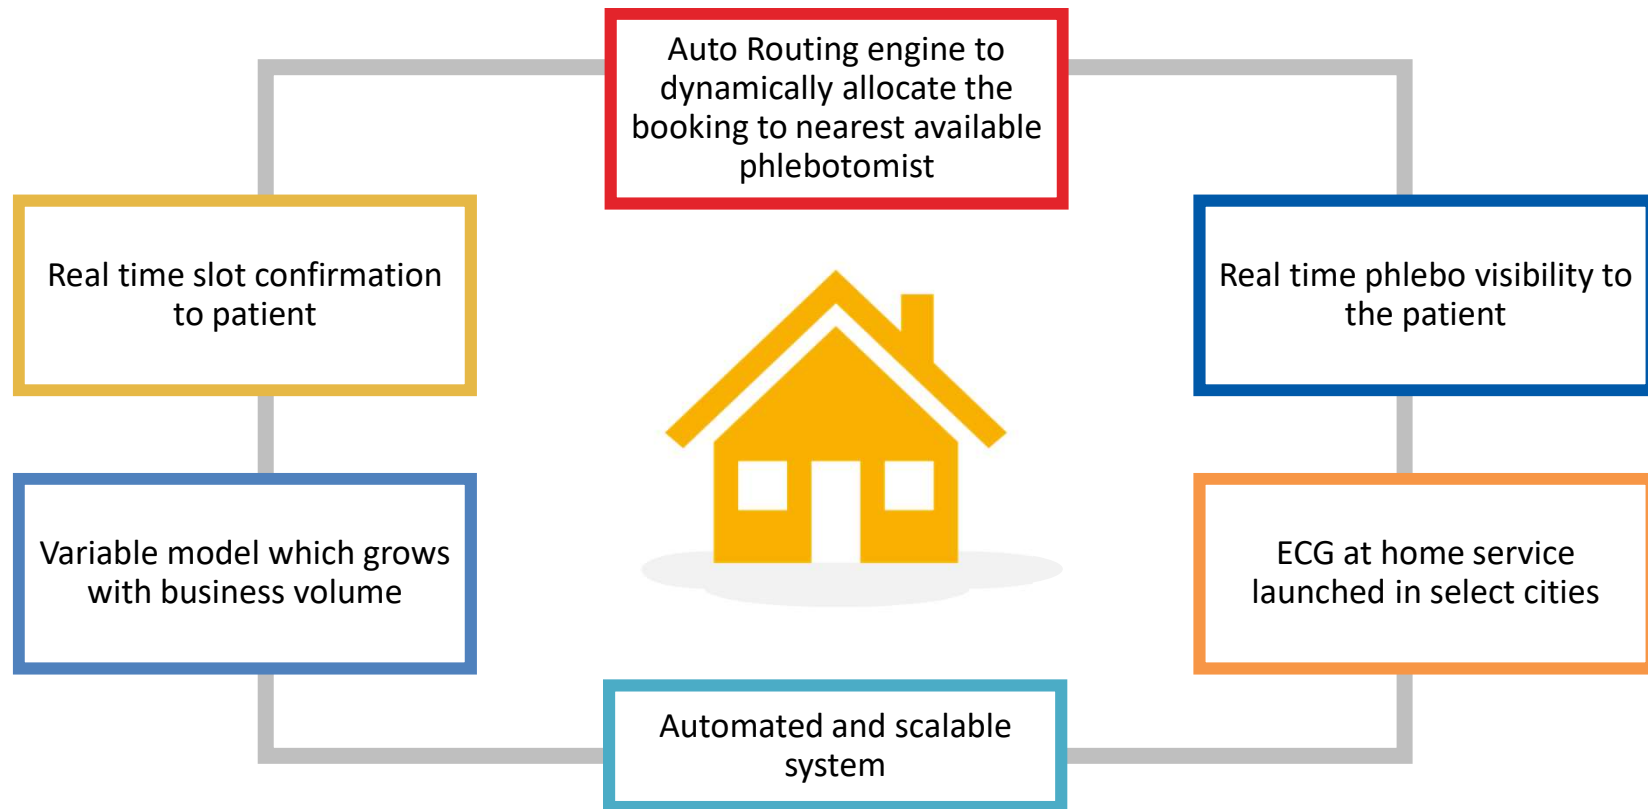 Auto Routing engine to
dynamically allocate the
booking to nearest available
phlebotomist
Real time slot confirmation
to patient
Real time phlebo visibility to
the patient
Variable model which grows
with business volume
ECG at home service
launched in select cities
Automated and scalable
system